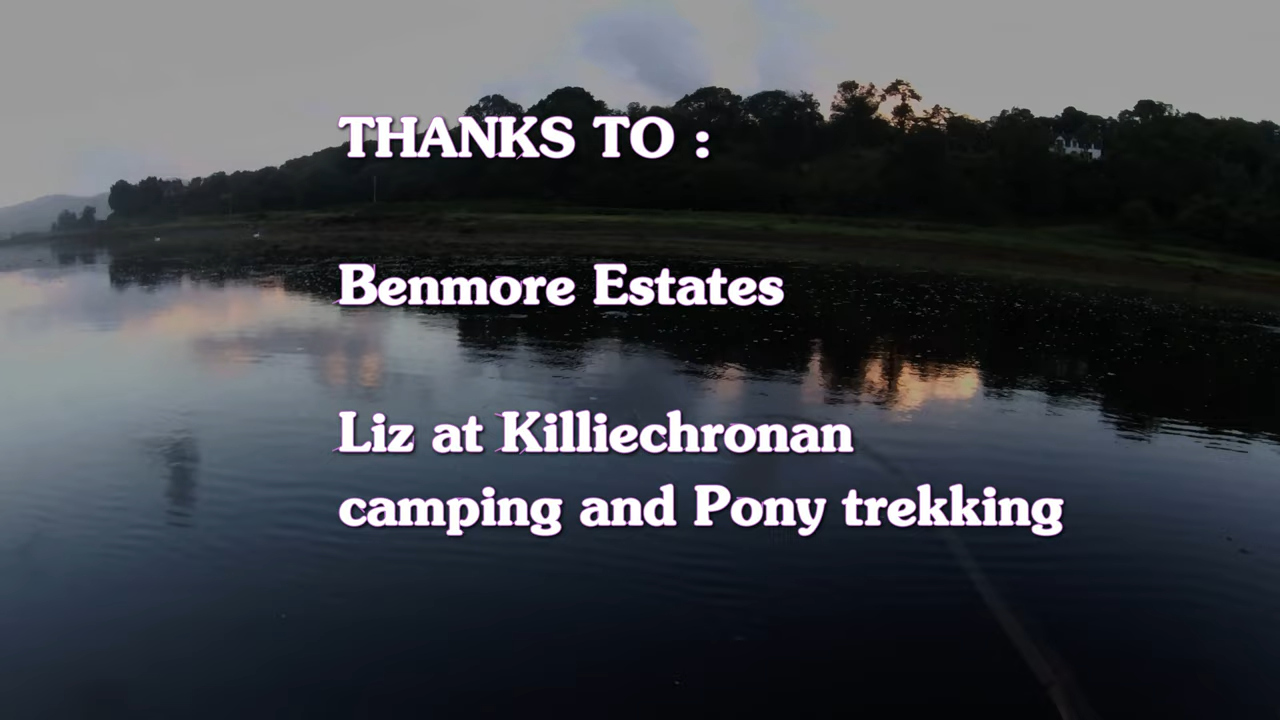 THANKS TO :
Benmore Estates
Liz at Killiechronan
camping and Pony trekking